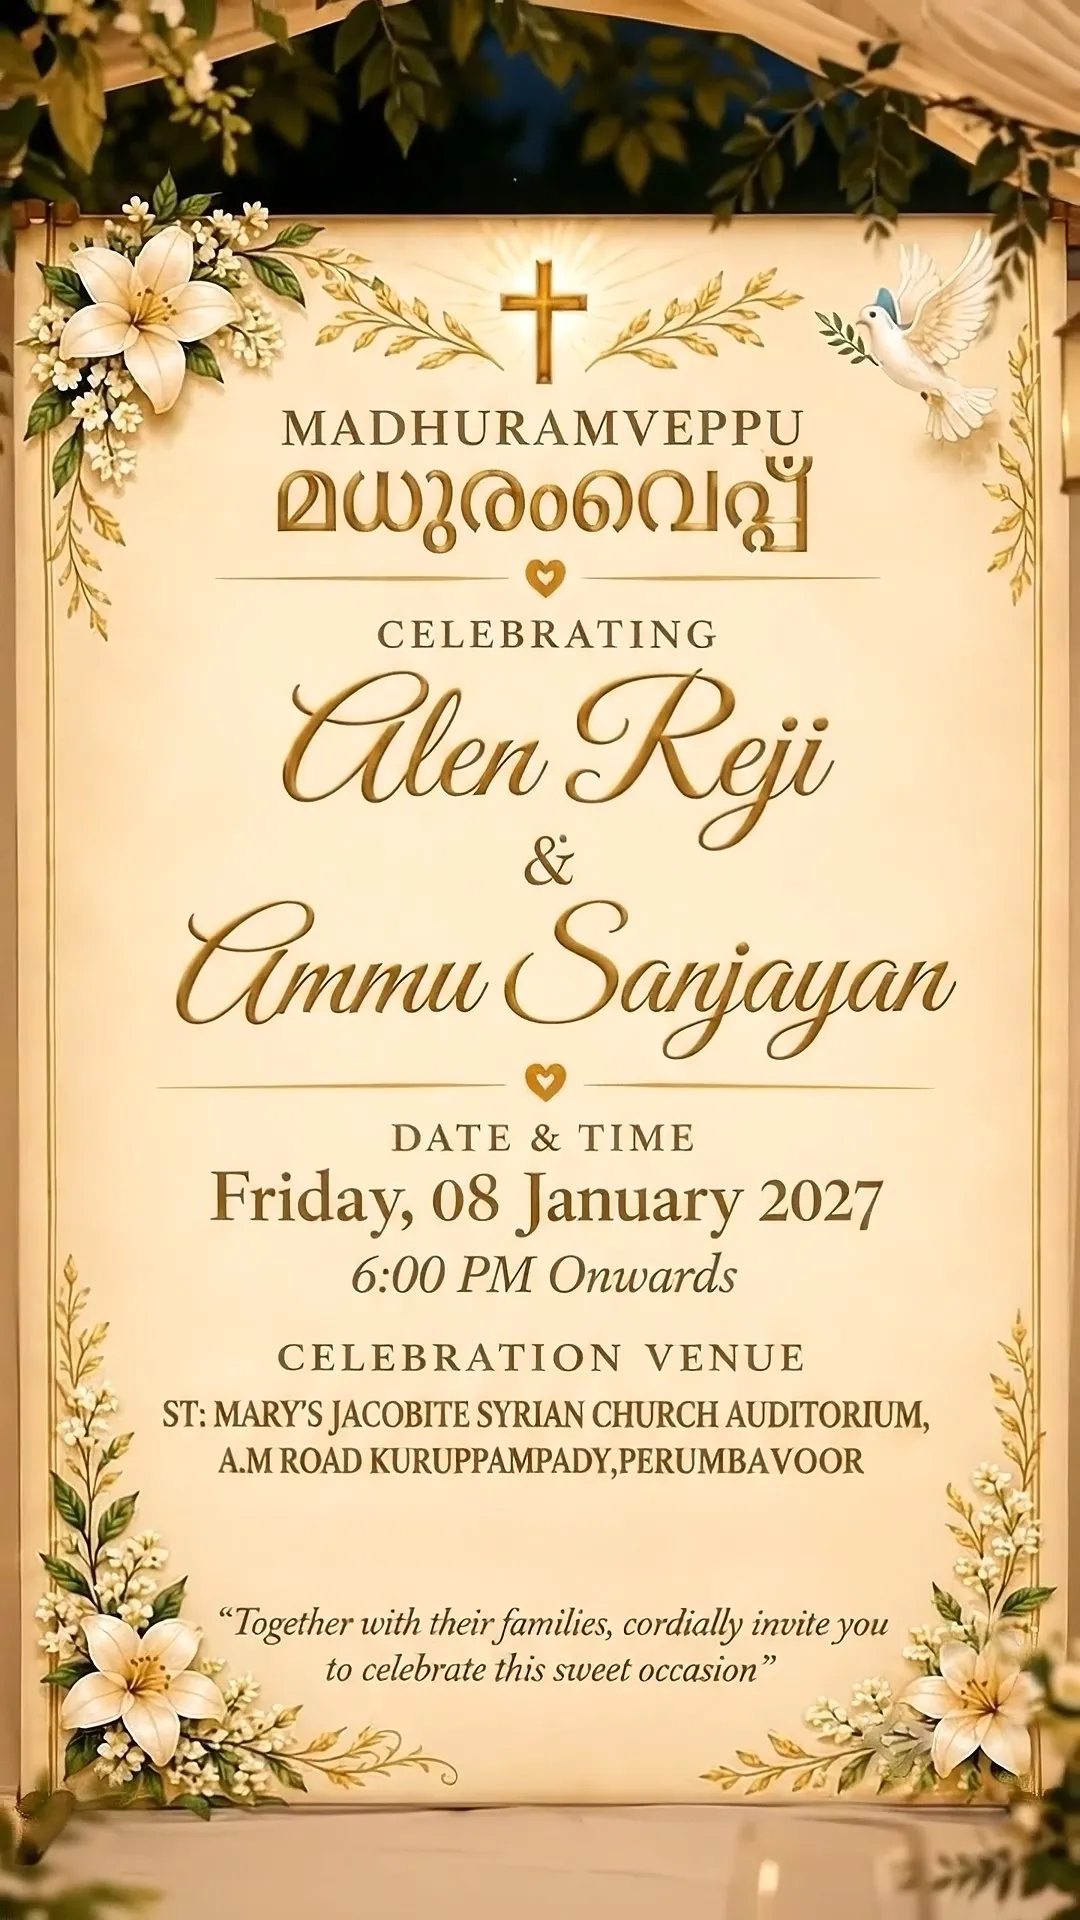 MADHURAMVEPPU
മധുരംവെപ്പ്
CELEBRATING
Alen Reji
&
Ammu Sanjayan
DATE & TIME
Friday, 08 January 2027
6:00 PM Onwards
CELEBRATION VENUE
ST: MARY'S JACOBITE SYRIAN CHURCH AUDITORIUM,
A.M ROAD KURUPPAMPADY,PERUMBAVOOR
“Together with their families, cordially invite you
to celebrate this sweet occasion”